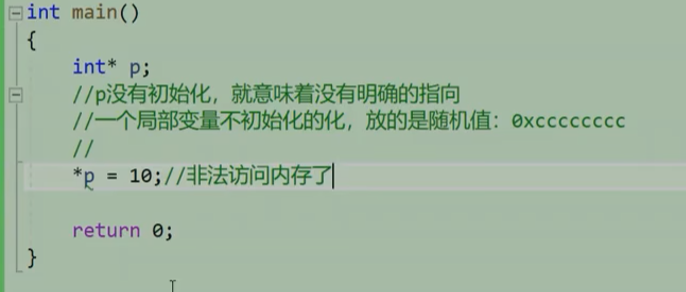 int main()
{
int* p;
//p没有初始化，就意味着没有明确的指向
//一个局部变量不初始化的化，放的是随机值：0xcccccccc
//
*p = 10;//非法访问内存了
return 0;
}